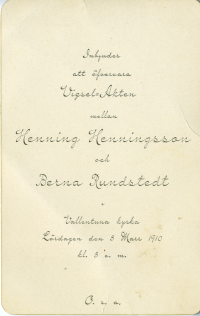 Inbjudes
att öfvervara
Vigsel-Akten
mellan
Henning Henningsson
och
Berna Rundstedt
i
Vallentuna kyrka
Lördagen den 5 Mars 1910
kl. 5 e. m.
O. s. a.